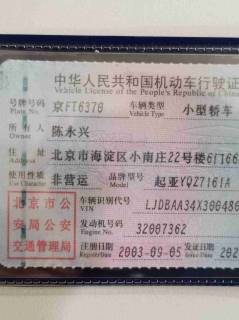 中华人民共和国机动车行驶证
Vehicle License of the People's Republic of China
号牌号码 京FT6370 车辆类型 小型轿车
Plate No. Vehicle Type
所有人 陈永兴
Owner
住址 北京市海淀区小南庄22号楼6门66
使用性质 非营运 品牌型号 起亚YQZ7161A
Use Character Model
北京市公
安局公安
交通管理局
车辆识别代号 LJDBAA34X300486
VIN
发动机号码 32007362
Engine No.
注册日期 2003-09-05 发证日期 202
Register Date Issue Date